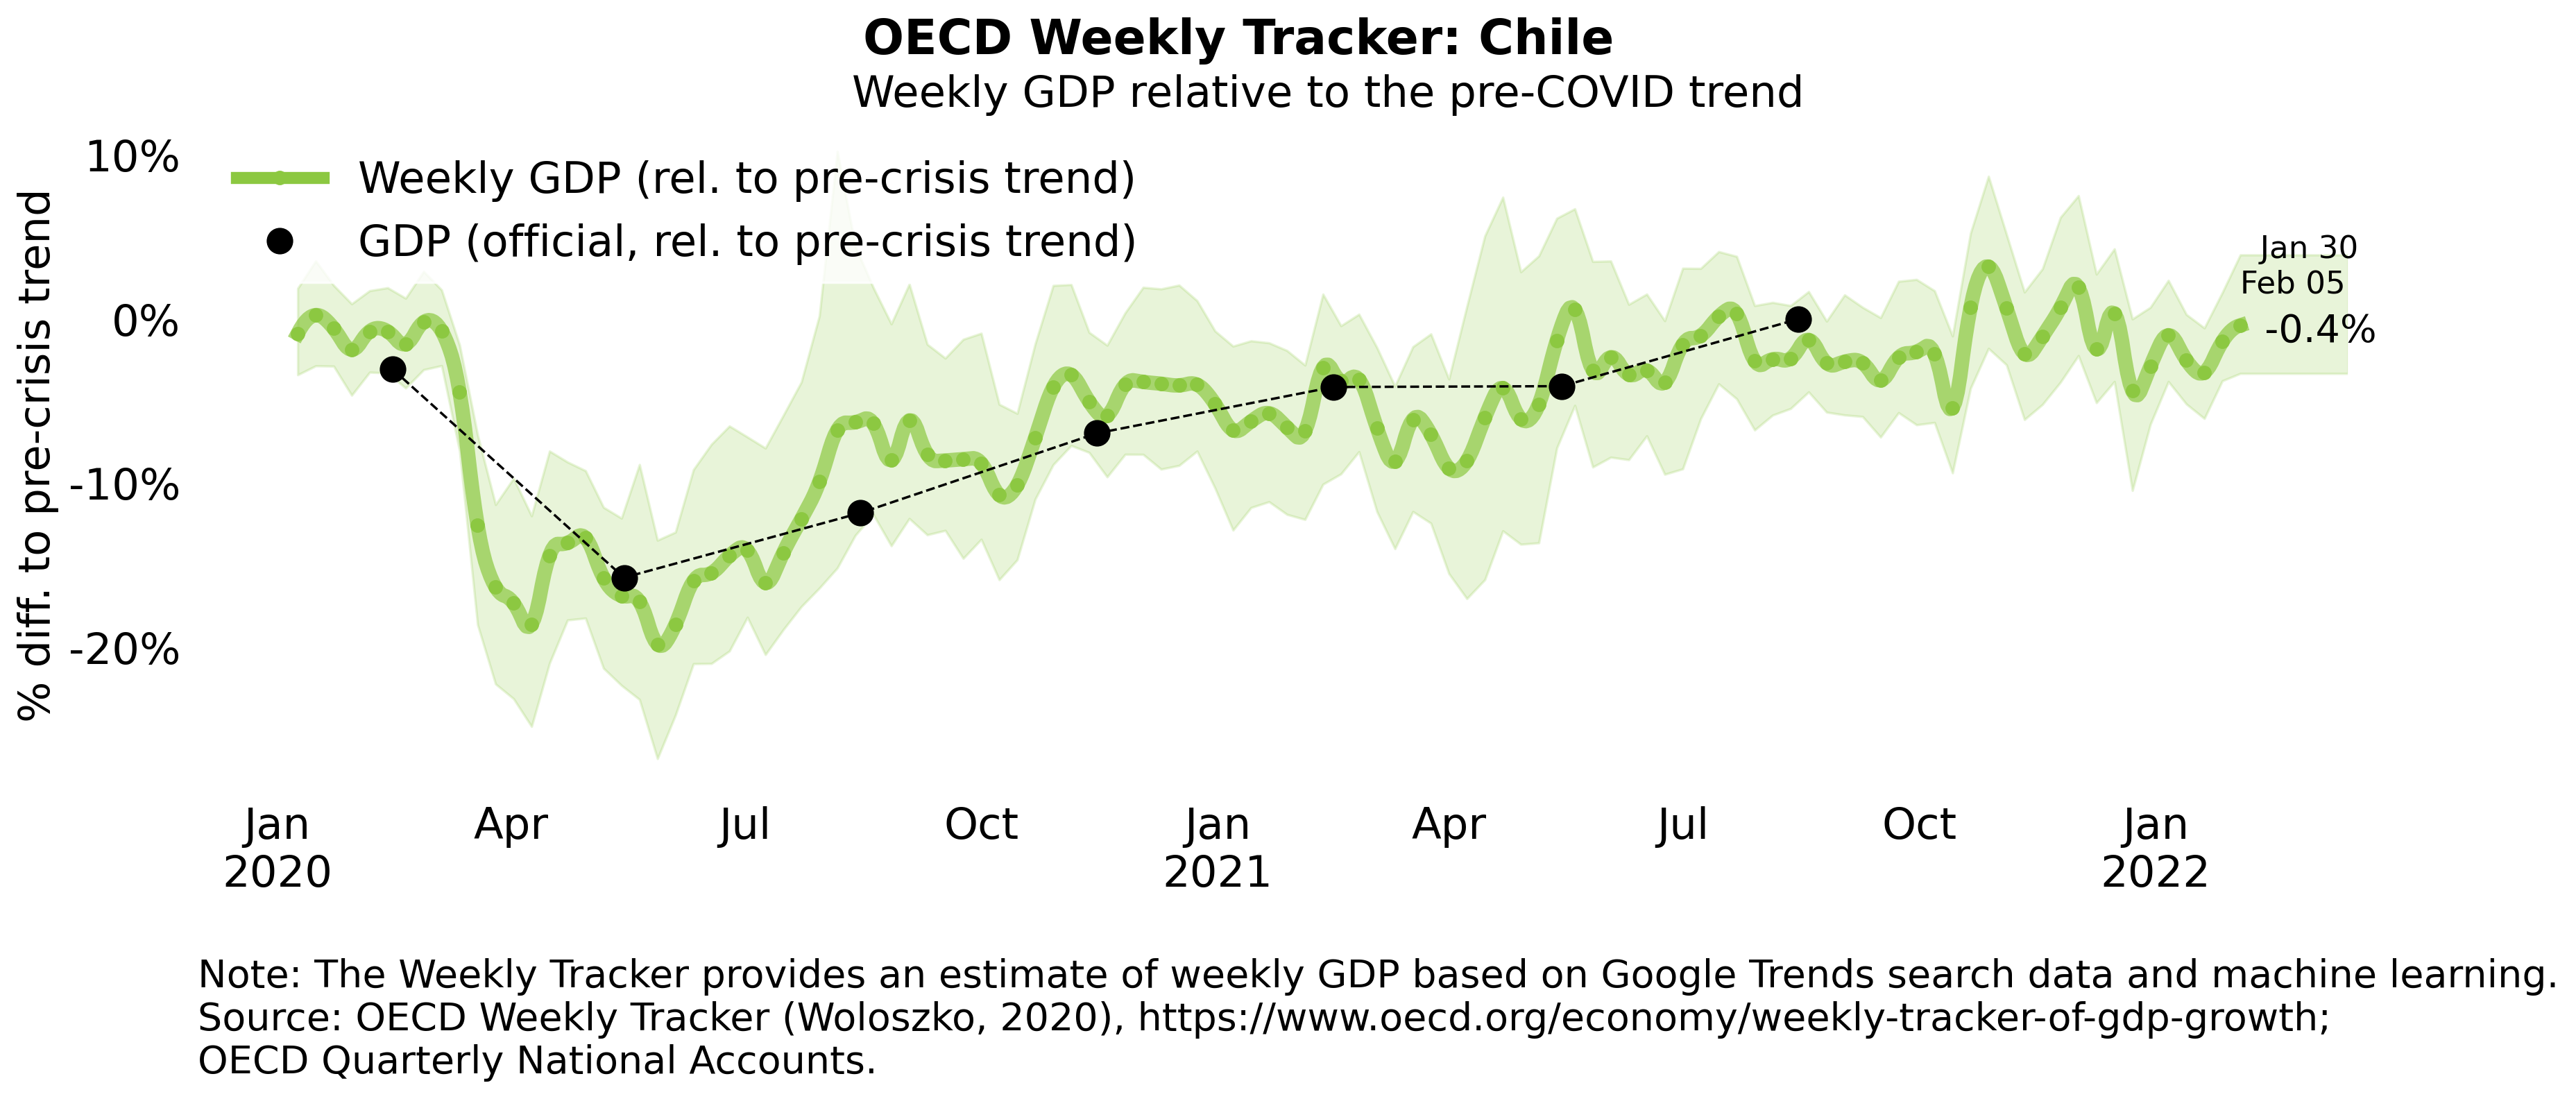 OECD Weekly Tracker: Chile
Weekly GDP relative to the pre-COVID trend
% diff. to pre-crisis trend
10%
0%
-10%
-20%
Weekly GDP (rel. to pre-crisis trend)
GDP (official, rel. to pre-crisis trend)
Jan 30
Feb 05
-0.4%
Jan Apr Jul Oct Jan Apr Jul Oct Jan
2020 2021 2022
Note: The Weekly Tracker provides an estimate of weekly GDP based on Google Trends search data and machine learning.
Source: OECD Weekly Tracker (Woloszko, 2020), https://www.oecd.org/economy/weekly-tracker-of-gdp-growth;
OECD Quarterly National Accounts.